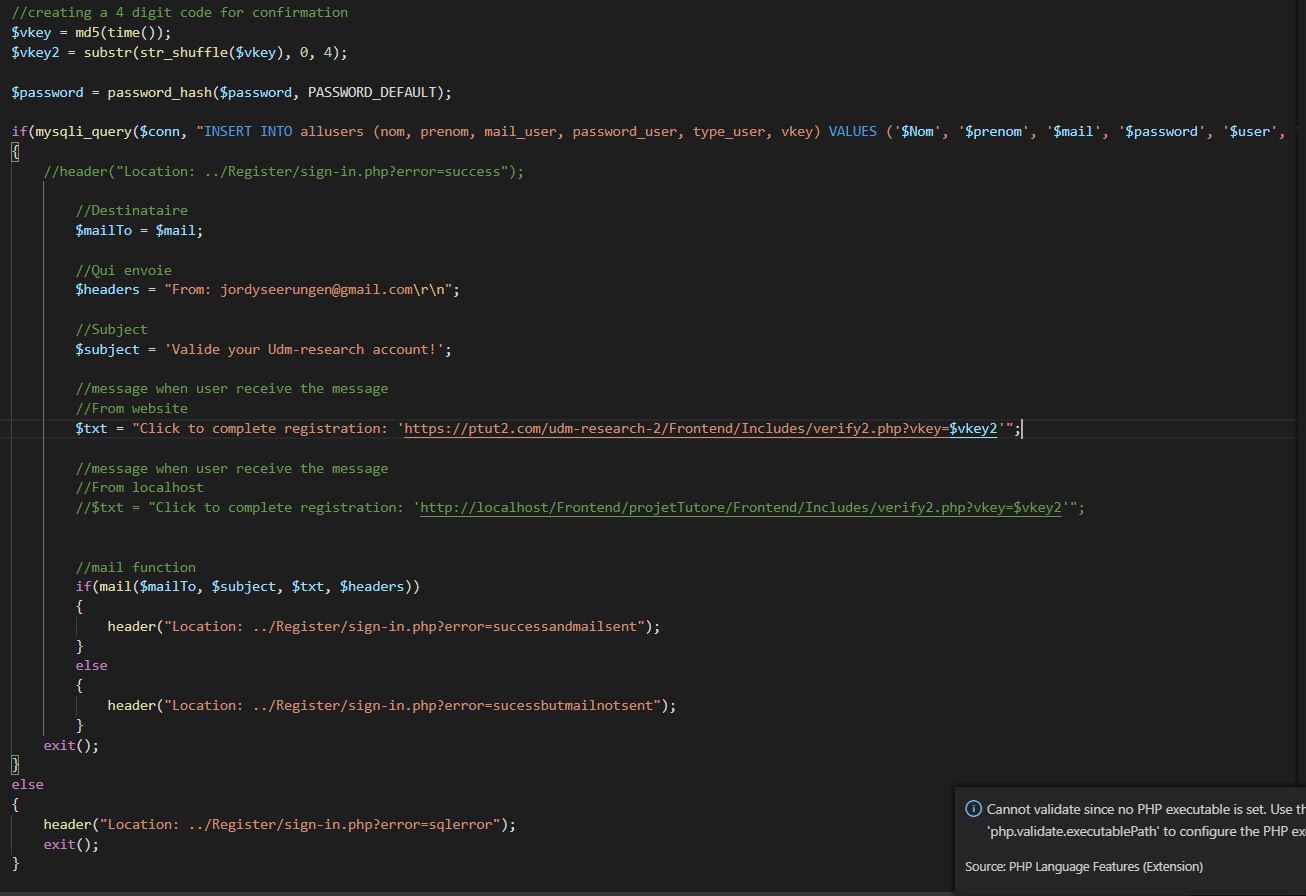 //creating a 4 digit code for confirmation
$vkey = md5(time());
$vkey2 = substr(str_shuffle($vkey), 0, 4);
$password = password_hash($password, PASSWORD_DEFAULT);
if(mysqli_query($conn, "INSERT INTO allusers (nom, prenom, mail_user, password_user, type_user, vkey) VALUES ('$Nom', '$prenom', '$mail', '$password', '$user', '
{
//header("Location: ../Register/sign-in.php?error=success");
//Destinataire
$mailTo = $mail;
//Qui envoie
$headers = "From: jordyseerungen@gmail.com\r\n";
//Subject
$subject = 'Valide your Udm-research account!';
//message when user receive the message
//From website
$txt = "Click to complete registration: 'https://ptut2.com/udm-research-2/Frontend/Includes/verify2.php?vkey=$vkey2'";
//message when user receive the message
//From localhost
//$txt = "Click to complete registration: 'http://localhost/Frontend/projetTutore/Frontend/Includes/verify2.php?vkey=$vkey2'";
//mail function
if(mail($mailTo, $subject, $txt, $headers))
{
header("Location: ../Register/sign-in.php?error=successandmailsent");
}
else
{
header("Location: ../Register/sign-in.php?error=sucessbutmailnotsent");
}
exit();
}
else
{
header("Location: ../Register/sign-in.php?error=sqlerror");
exit();
}
Cannot validate since no PHP executable is set. Use
'php.validate.executablePath' to configure the PHP
Source: PHP Language Features (Extension)